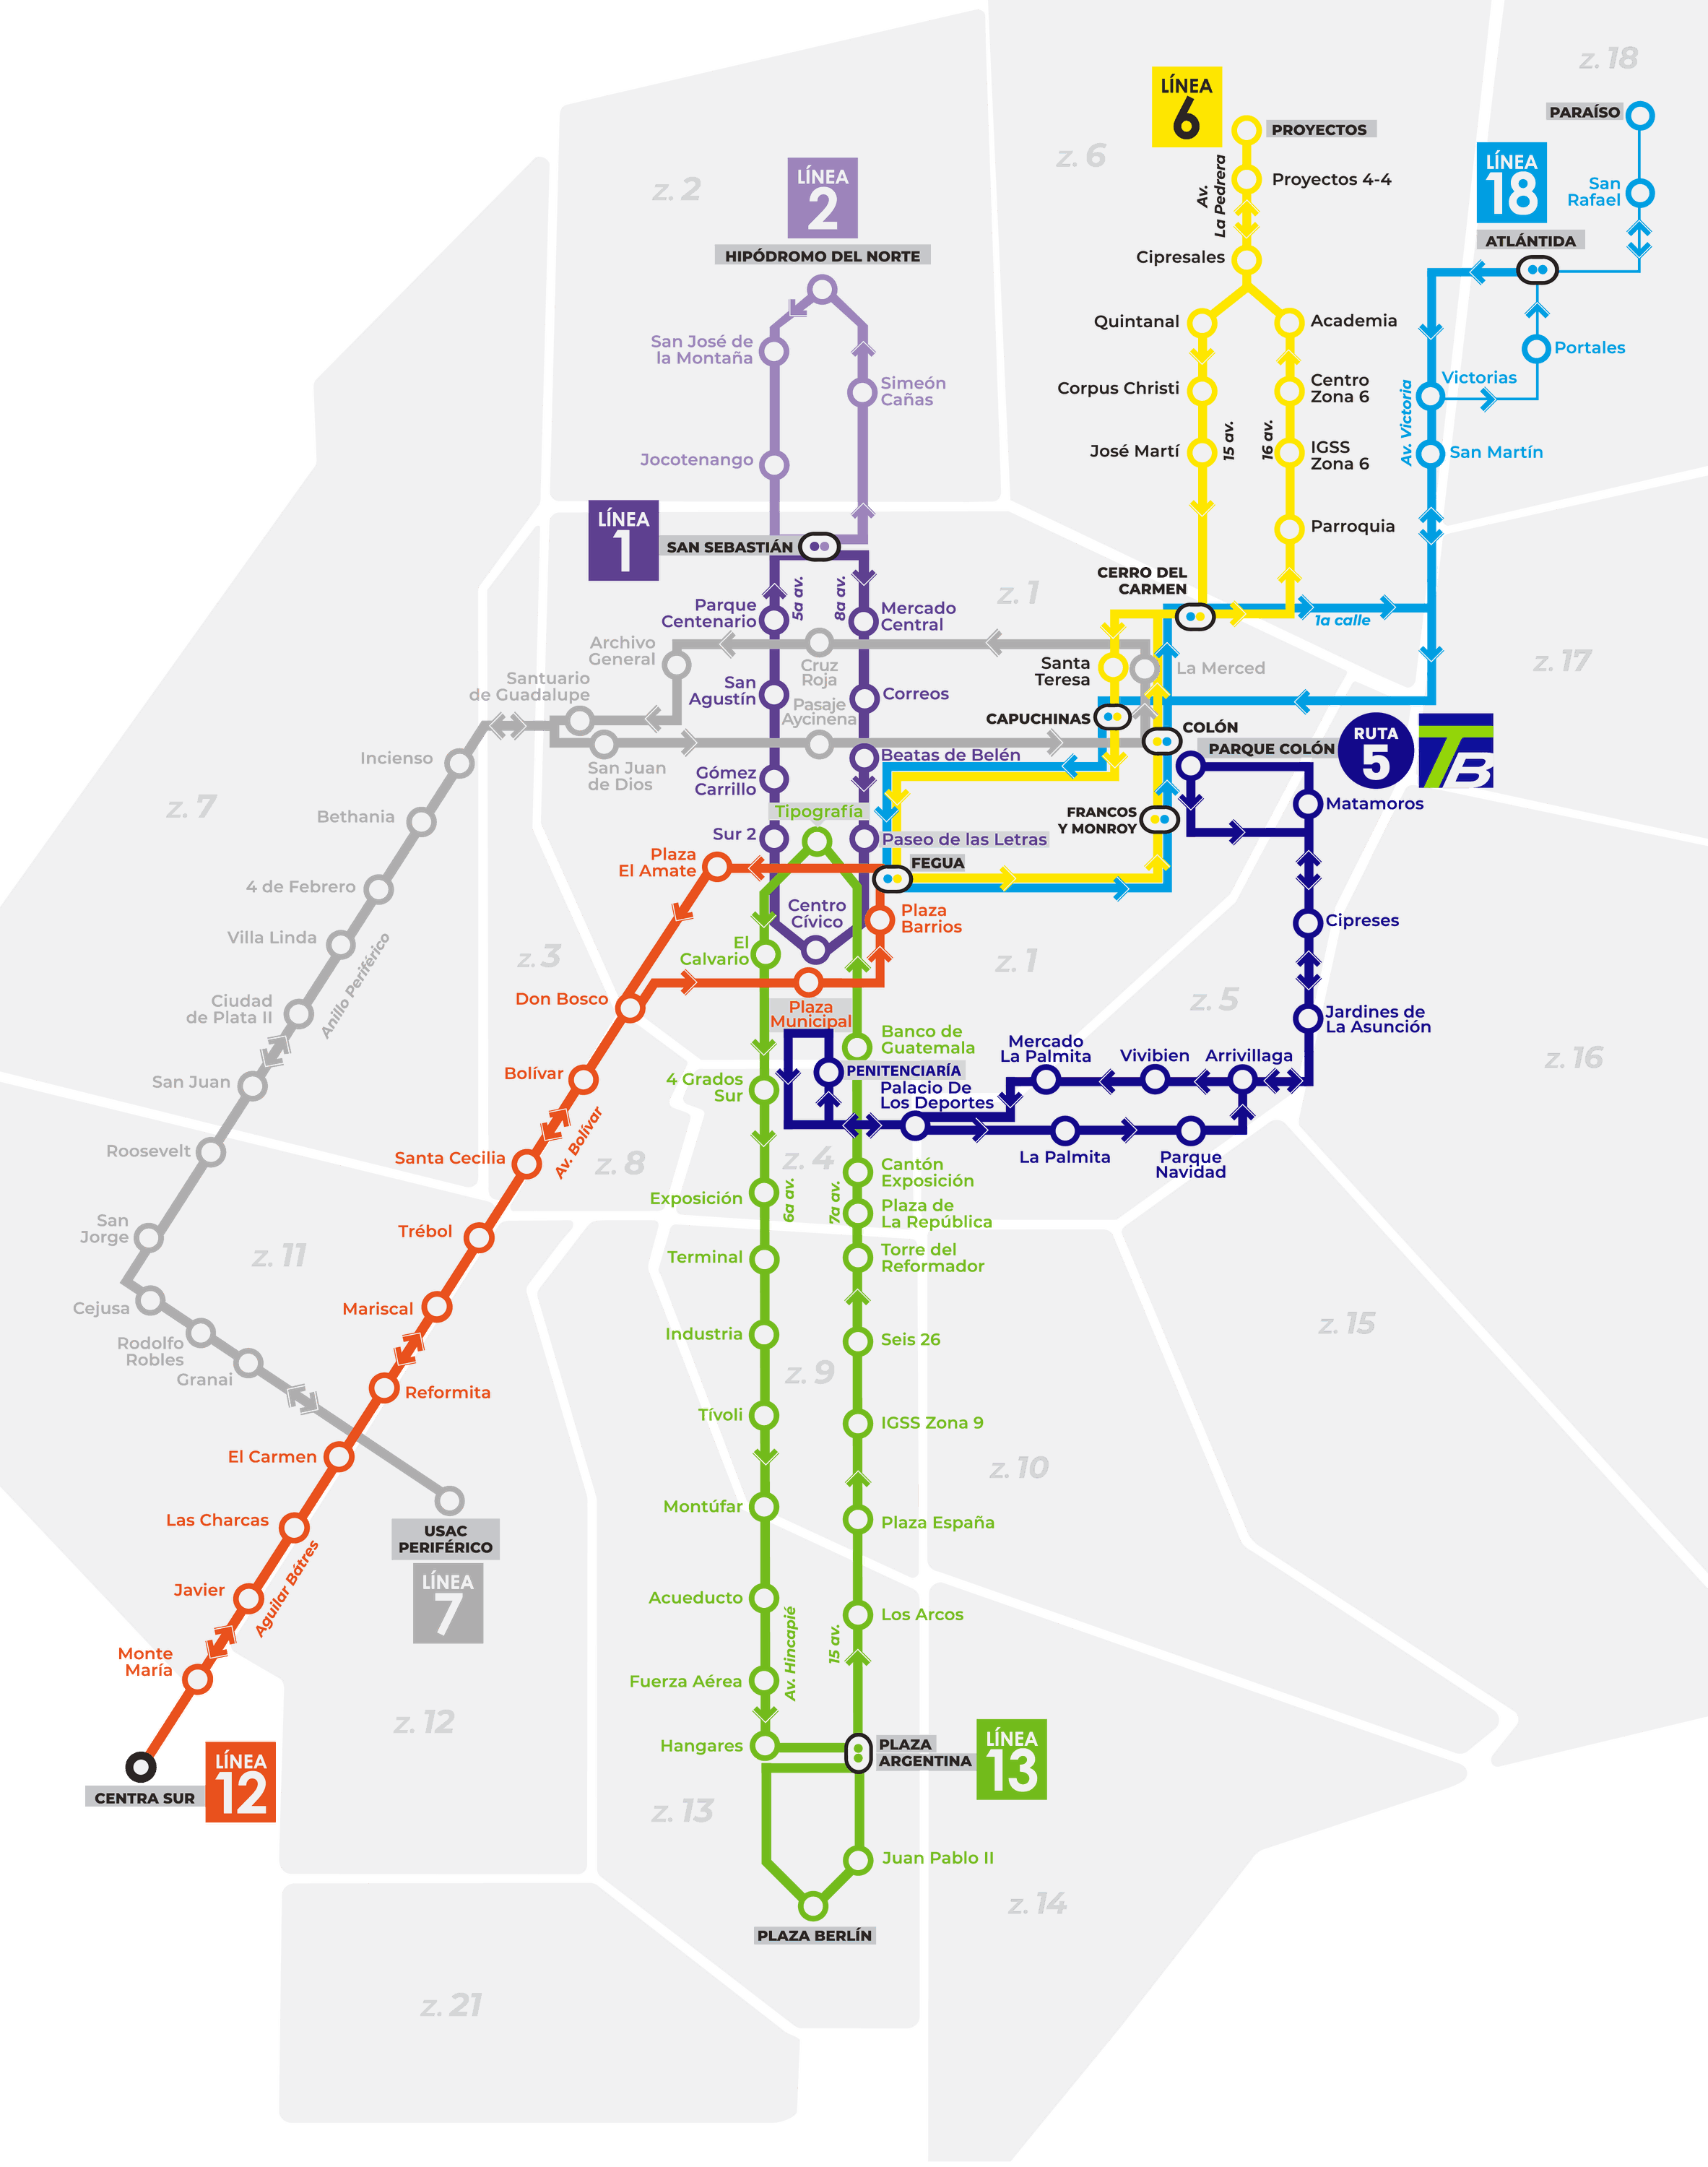 z. 18
LÍNEA
6
PARAÍSO
PROYECTOS
z. 6
LÍNEA
18
z. 2
LÍNEA
2
Av.
La Pedrera
Proyectos 4-4
San
Rafael
HIPÓDROMO DEL NORTE
ATLÁNTIDA
Cipresales
Quintanal
Academia
San José de
la Montaña
Portales
Simeón
Cañas
Corpus Christi
Centro
Zona 6
Victorias
Av. Victoria
Jocotenango
José Martí
15 av.
16 av.
IGSS
Zona 6
San Martín
LÍNEA
1
SAN SEBASTIÁN
Parroquia
CERRO DEL
CARMEN
z. 1
5a av.
8a av.
Parque
Centenario
Mercado
Central
1a calle
Archivo
General
Cruz
Roja
Santa
Teresa
La Merced
z. 17
Santuario
de Guadalupe
San
Agustín
Correos
Pasaje
Aycinena
CAPUCHINAS
COLÓN
PARQUE COLÓN
RUTA
5
TB
Incienso
San Juan
de Dios
Gómez
Carrillo
Beatas de Belén
z. 7
Bethania
Tipografía
FRANCOS
Y MONROY
Matamoros
Sur 2
Paseo de las Letras
Plaza
El Amate
FEGUA
4 de Febrero
Centro
Cívico
Plaza
Barrios
Cipreses
Villa Linda
Anillo Periférico
z. 3
El
Calvario
z. 1
Don Bosco
z. 5
Ciudad
de Plata II
Plaza
Municipal
Jardines de
La Asunción
Banco de
Guatemala
Mercado
La Palmita
Vivibien
Arrivillaga
z. 16
San Juan
Bolívar
4 Grados
Sur
PENITENCIARÍA
Palacio De
Los Deportes
Av. Bolívar
Roosevelt
Santa Cecilia
z. 8
z. 4
La Palmita
Parque
Navidad
Cantón
Exposición
Exposición
6a av.
7a av.
Plaza de
La República
San
Jorge
Trébol
z. 11
Terminal
Torre del
Reformador
Cejusa
Mariscal
z. 15
Rodolfo
Robles
Industria
Seis 26
Granai
z. 9
Reformita
Tívoli
IGSS Zona 9
El Carmen
z. 10
Las Charcas
Montúfar
Plaza España
USAC
PERIFÉRICO
LÍNEA
7
Javier
Aguilar Bátres
Acueducto
Los Arcos
Av. Hincapié
15 av.
Monte
María
Fuerza Aérea
z. 12
Hangares
PLAZA
ARGENTINA
LÍNEA
13
CENTRA SUR
LÍNEA
12
z. 13
Juan Pablo II
z. 14
PLAZA BERLÍN
z. 21